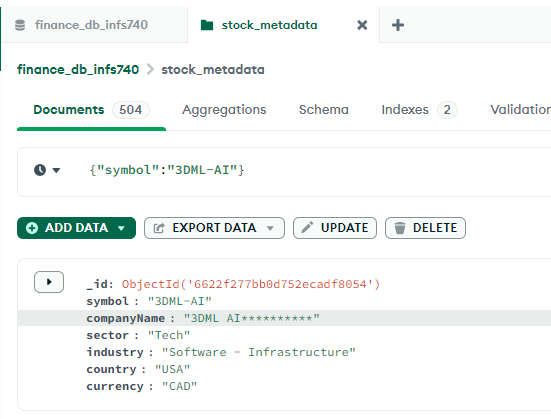 finance_db_infs740
stock_metadata
finance_db_infs740 > stock_metadata
Documents 504 Aggregations Schema Indexes 2 Validation
{"symbol":"3DML-AI"}
ADD DATA EXPORT DATA UPDATE DELETE
_id: ObjectId('6622f277bb0d752ecadf8054')
symbol : "3DML-AI"
companyName : "3DML AI**********"
sector : "Tech"
industry : "Software - Infrastructure"
country : "USA"
currency : "CAD"